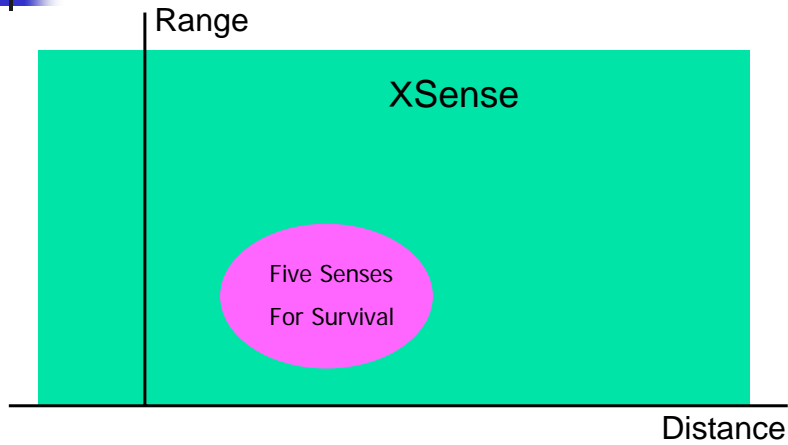 Range
XSense
Five Senses
For Survival
Distance